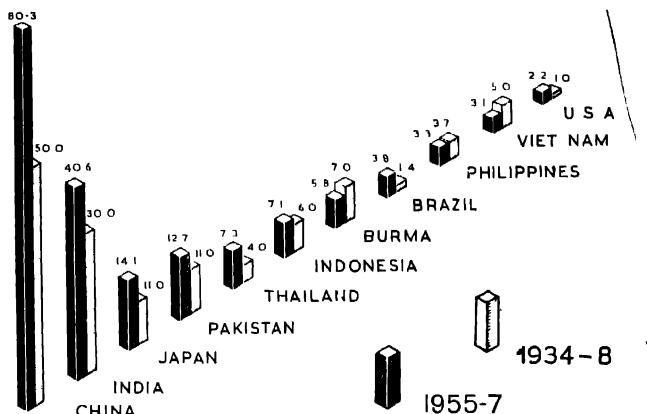 80·3
50 0
CHINA
40 6
30 0
INDIA
14 1
11 0
JAPAN
12 7
11 0
PAKISTAN
7 3
4 0
THAILAND
7 1
6 0
INDONESIA
5 8
7 0
BURMA
3 8
1 4
BRAZIL
3 3
3 7
PHILIPPINES
3 1
5 0
VIET NAM
2 2
1 0
U S A
1934-8
1955-7